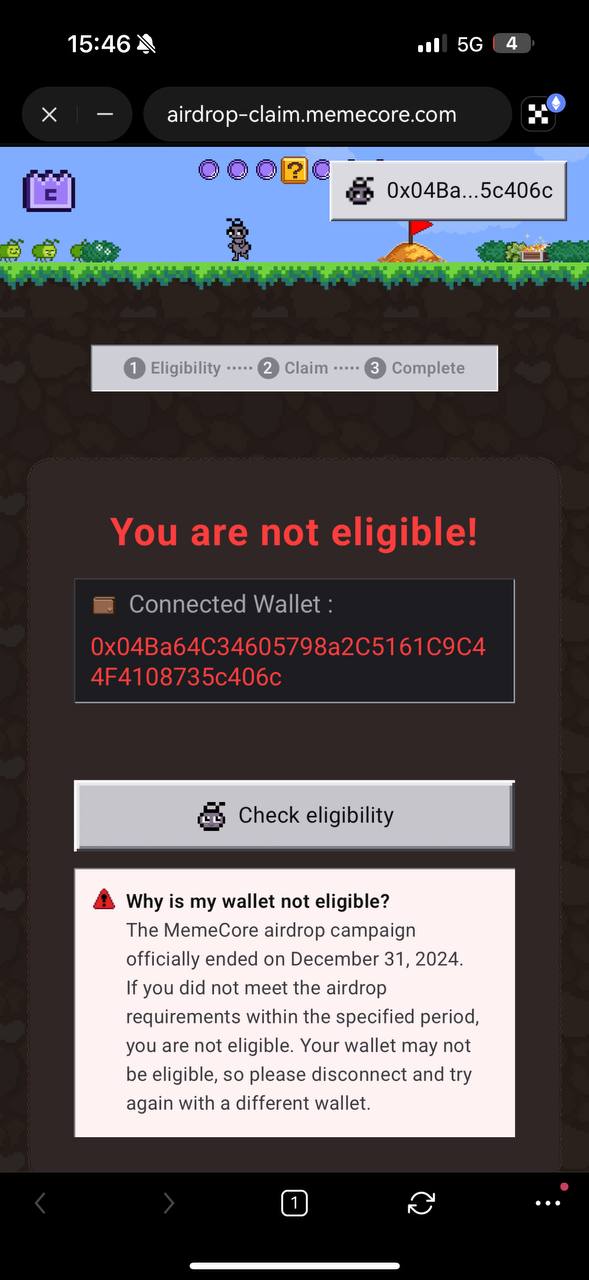 15:46
5G
4
airdrop-claim.memecore.com
?
C
0x04Ba...5c406c
1 Eligibility ····· 2 Claim ····· 3 Complete
You are not eligible!
Connected Wallet :
0x04Ba64C34605798a2C5161C9C4
4F4108735c406c
Check eligibility
Why is my wallet not eligible?
The MemeCore airdrop campaign
officially ended on December 31, 2024.
If you did not meet the airdrop
requirements within the specified period,
you are not eligible. Your wallet may not
be eligible, so please disconnect and try
again with a different wallet.
1